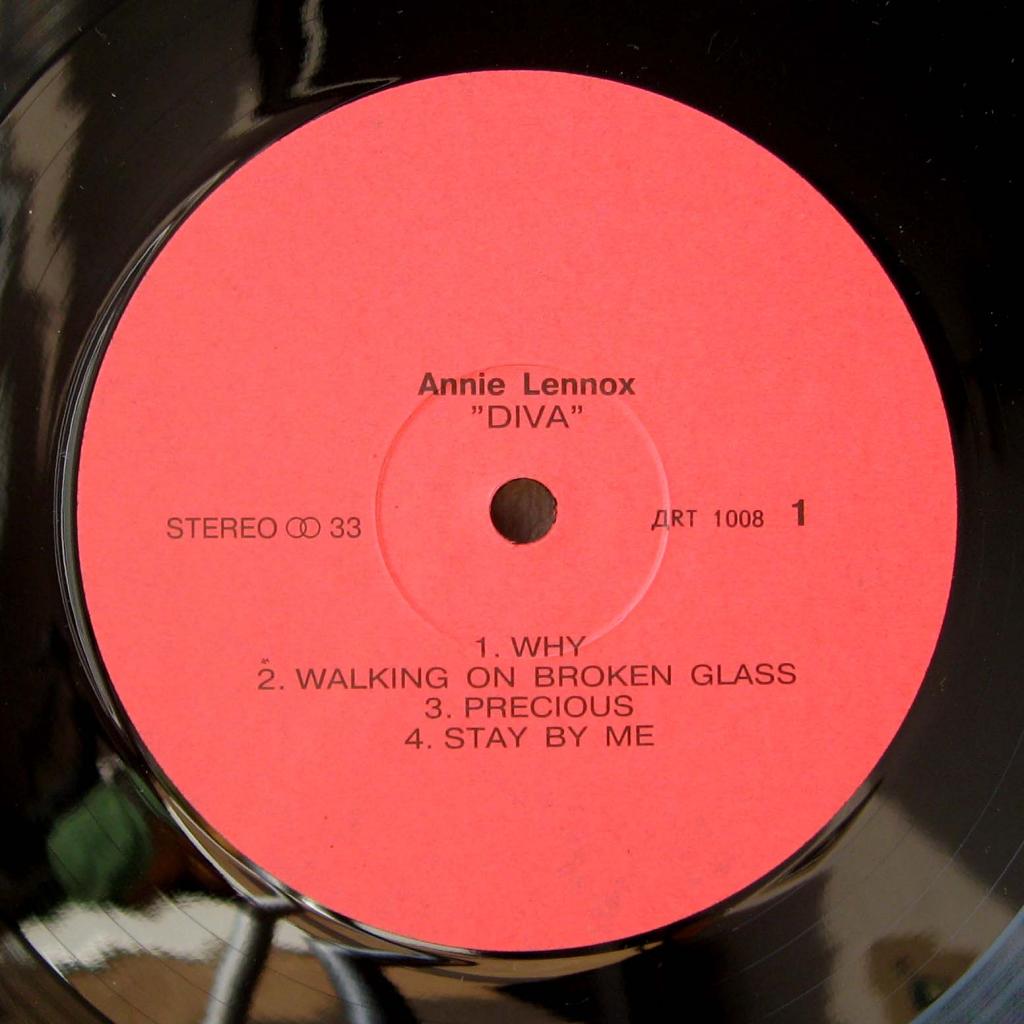 Annie Lennox
"DIVA"
STEREO ꝏ 33
ДRT 1008 1
1. WHY
2. WALKING ON BROKEN GLASS
3. PRECIOUS
4. STAY BY ME